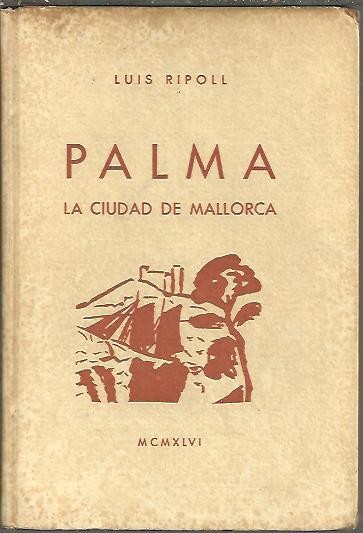 LUIS RIPOLL
PALMA
LA CIUDAD DE MALLORCA
MCMXLVI